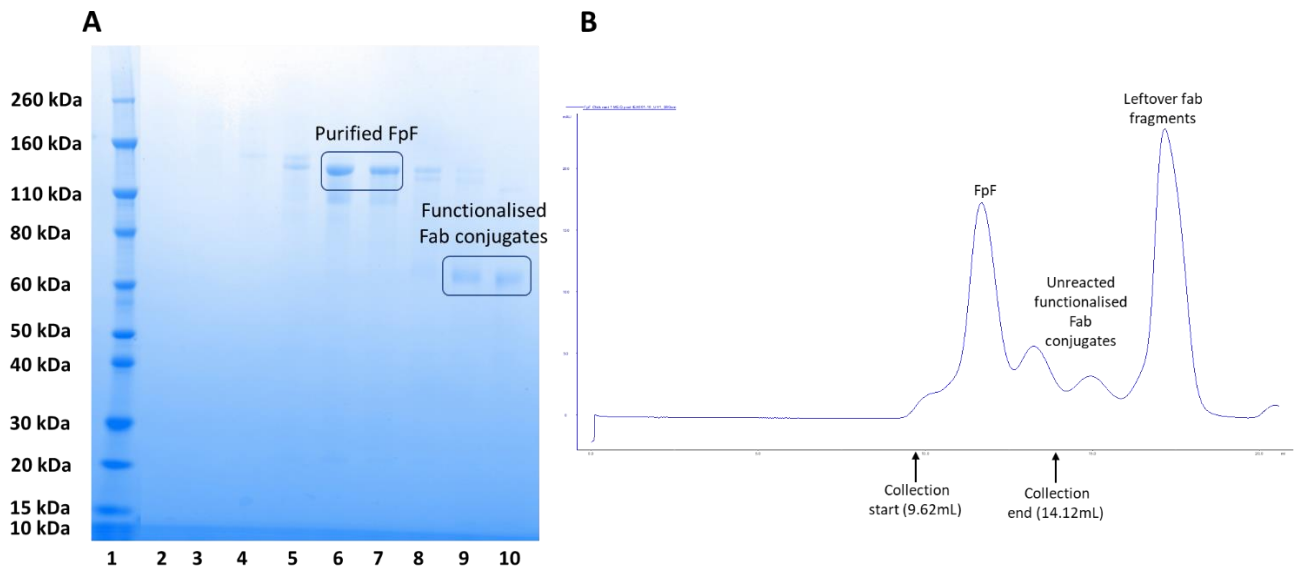 A
B
260 kDa
160 kDa
110 kDa
80 kDa
60 kDa
50 kDa
40 kDa
30 kDa
20 kDa
15 kDa
10 kDa
Purified FpF
Functionalised
Fab conjugates
1 2 3 4 5 6 7 8 9 10
FpF
Unreacted
functionalised
Fab
conjugates
Leftover fab
fragments
Collection
start (9.62mL)
Collection
end (14.12mL)